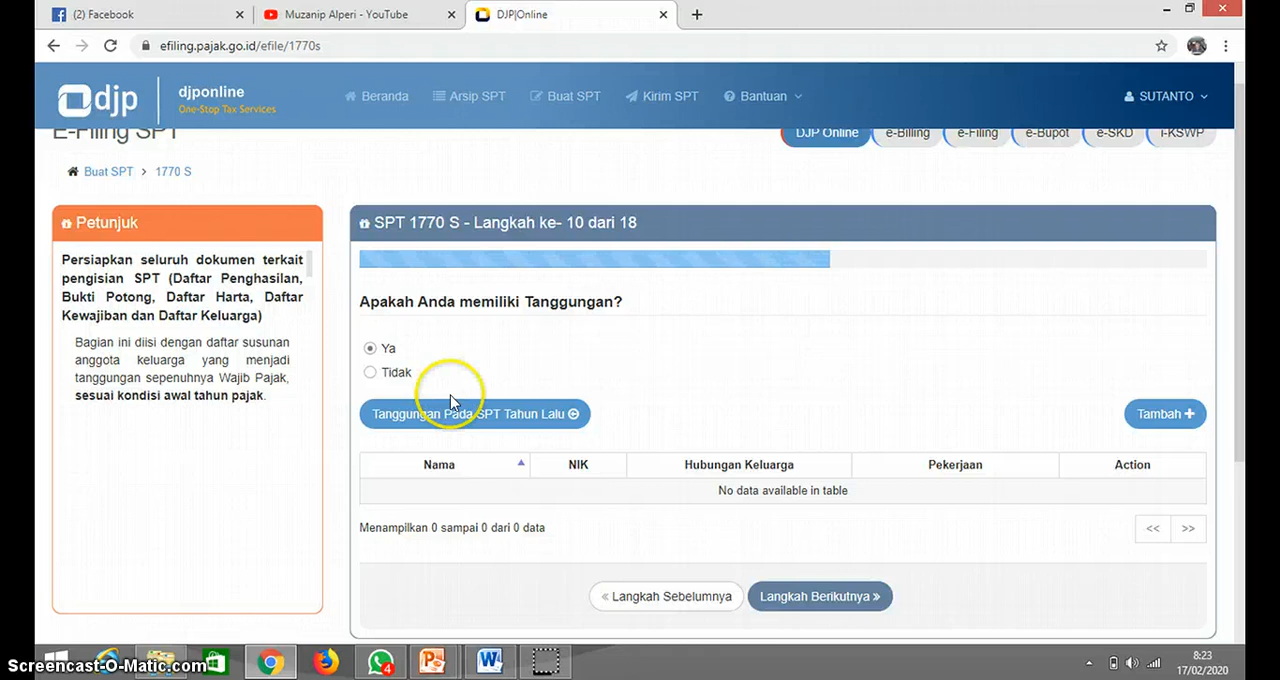 (2) Facebook
Muzanip Alperi - YouTube
DJP|Online
efiling.pajak.go.id/efile/1770s
djp
djponline
One-Stop Tax Services
Beranda
Arsip SPT
Buat SPT
Kirim SPT
Bantuan
SUTANTO
E-Filing SPT
DJP Online
e-Billing
e-Filing
e-Bupot
e-SKD
i-KSWP
Buat SPT > 1770 S
Petunjuk
Persiapkan seluruh dokumen terkait
pengisian SPT (Daftar Penghasilan,
Bukti Potong, Daftar Harta, Daftar
Kewajiban dan Daftar Keluarga)
Bagian ini diisi dengan daftar susunan
anggota keluarga yang menjadi
tanggungan sepenuhnya Wajib Pajak,
sesuai kondisi awal tahun pajak.
SPT 1770 S - Langkah ke- 10 dari 18
Apakah Anda memiliki Tanggungan?
Ya
Tidak
Tanggungan Pada SPT Tahun Lalu
Tambah +
Nama
NIK
Hubungan Keluarga
Pekerjaan
Action
No data available in table
Menampilkan 0 sampai 0 dari 0 data
<<
>>
« Langkah Sebelumnya
Langkah Berikutnya »
Screencast-O-Matic.com
4
8:23
17/02/2020